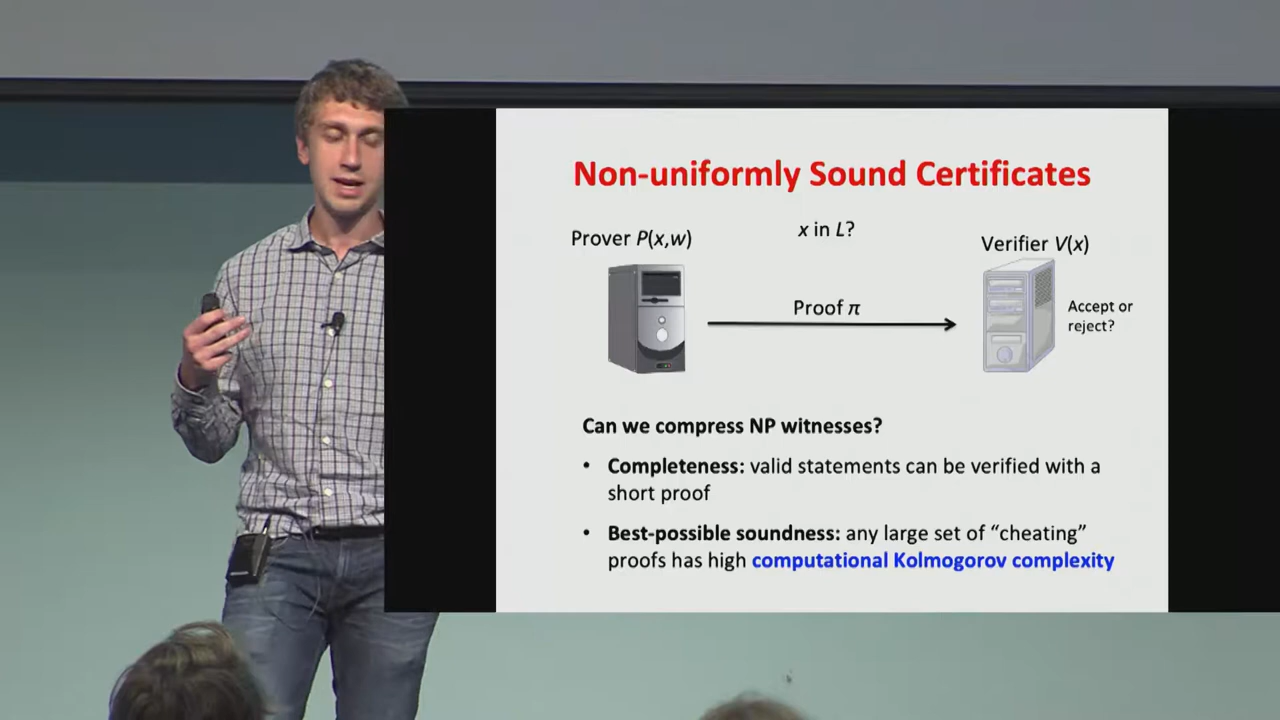 Non-uniformly Sound Certificates
x in L?
Prover P(x,w)
Verifier V(x)
Proof π
Accept or
reject?
Can we compress NP witnesses?
• Completeness: valid statements can be verified with a
short proof
• Best-possible soundness: any large set of “cheating”
proofs has high computational Kolmogorov complexity